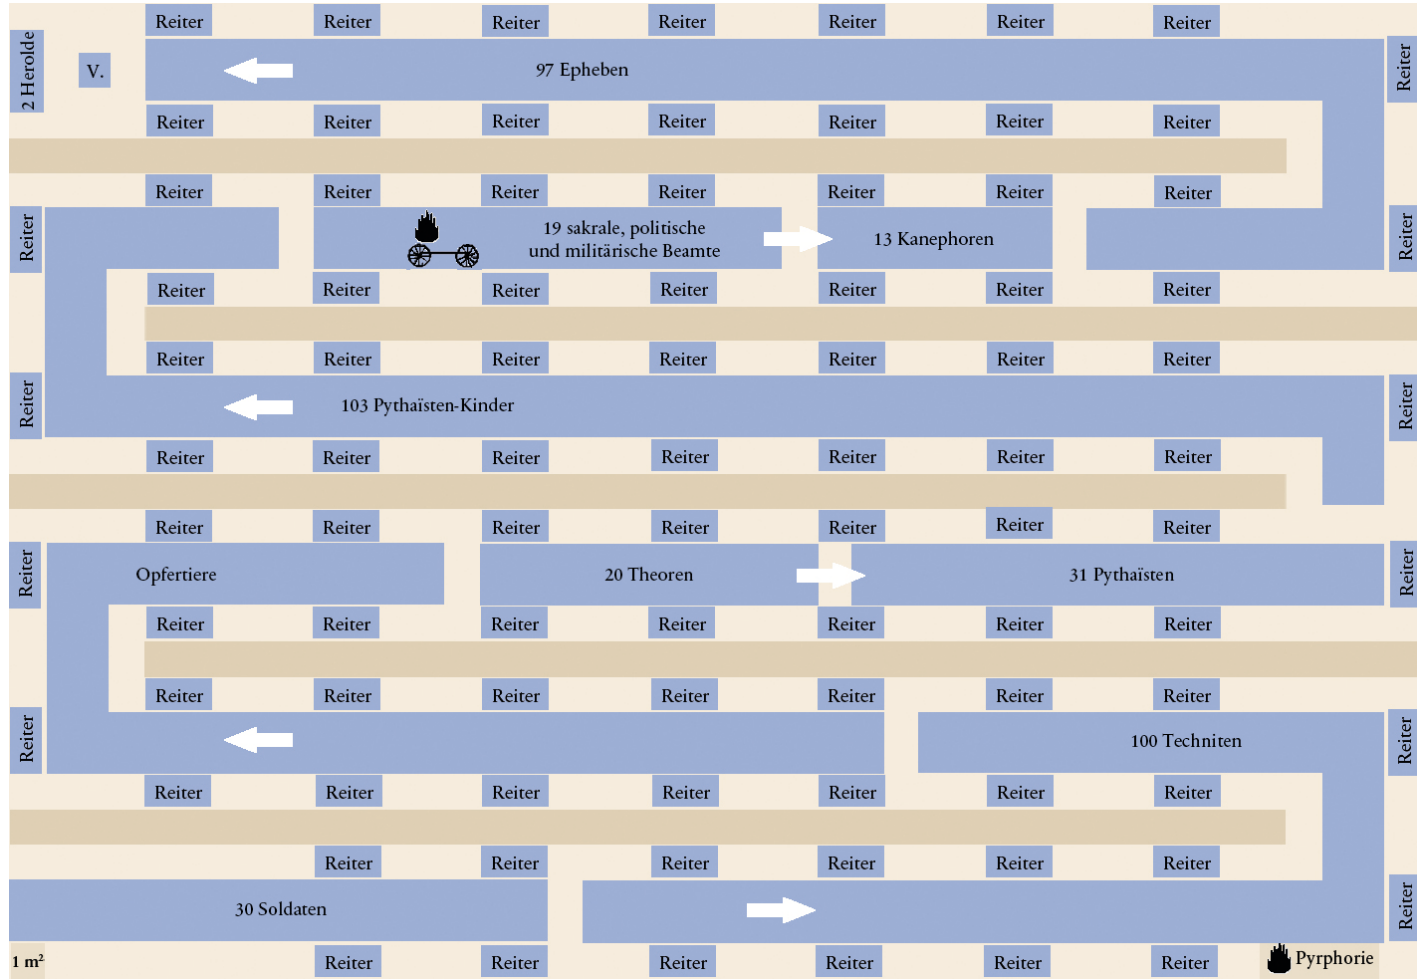 Reiter Reiter Reiter Reiter Reiter Reiter Reiter
2 Herolde V. 97 Epheben Reiter
Reiter Reiter Reiter Reiter Reiter Reiter Reiter
Reiter Reiter Reiter Reiter Reiter Reiter Reiter
Reiter 19 sakrale, politische
und militärische Beamte 13 Kanephoren Reiter
Reiter Reiter Reiter Reiter Reiter Reiter Reiter
Reiter Reiter Reiter Reiter Reiter Reiter Reiter
Reiter 103 Pythaïsten-Kinder Reiter
Reiter Reiter Reiter Reiter Reiter Reiter Reiter
Reiter Reiter Reiter Reiter Reiter Reiter Reiter
Reiter Opfertiere 20 Theoren 31 Pythaïsten Reiter
Reiter Reiter Reiter Reiter Reiter Reiter Reiter
Reiter Reiter Reiter Reiter Reiter Reiter Reiter
Reiter 100 Techniten Reiter
Reiter Reiter Reiter Reiter Reiter Reiter Reiter
Reiter Reiter Reiter Reiter Reiter Reiter
30 Soldaten Reiter
1 m² Reiter Reiter Reiter Reiter Reiter Reiter Pyrphorie